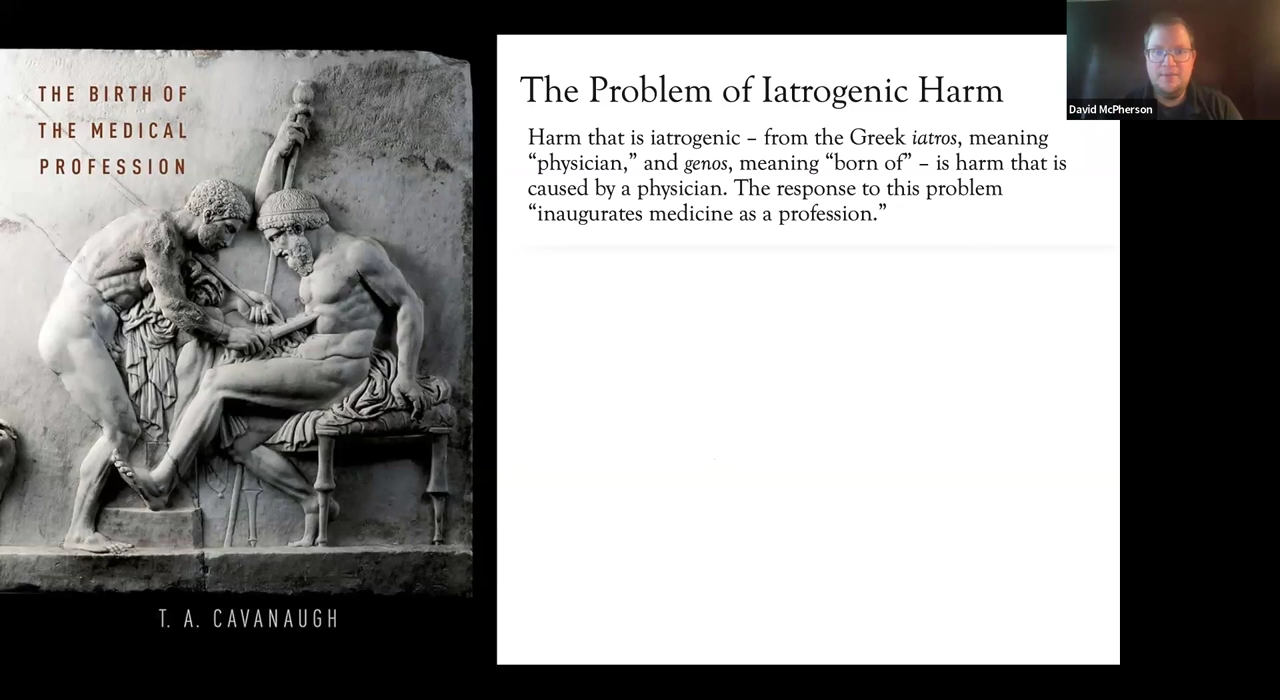 THE BIRTH OF
THE MEDICAL
PROFESSION
T. A. CAVANAUGH
The Problem of Iatrogenic Harm
Harm that is iatrogenic – from the Greek iatros, meaning
“physician,” and genos, meaning “born of” – is harm that is
caused by a physician. The response to this problem
“inaugurates medicine as a profession.”
David McPherson